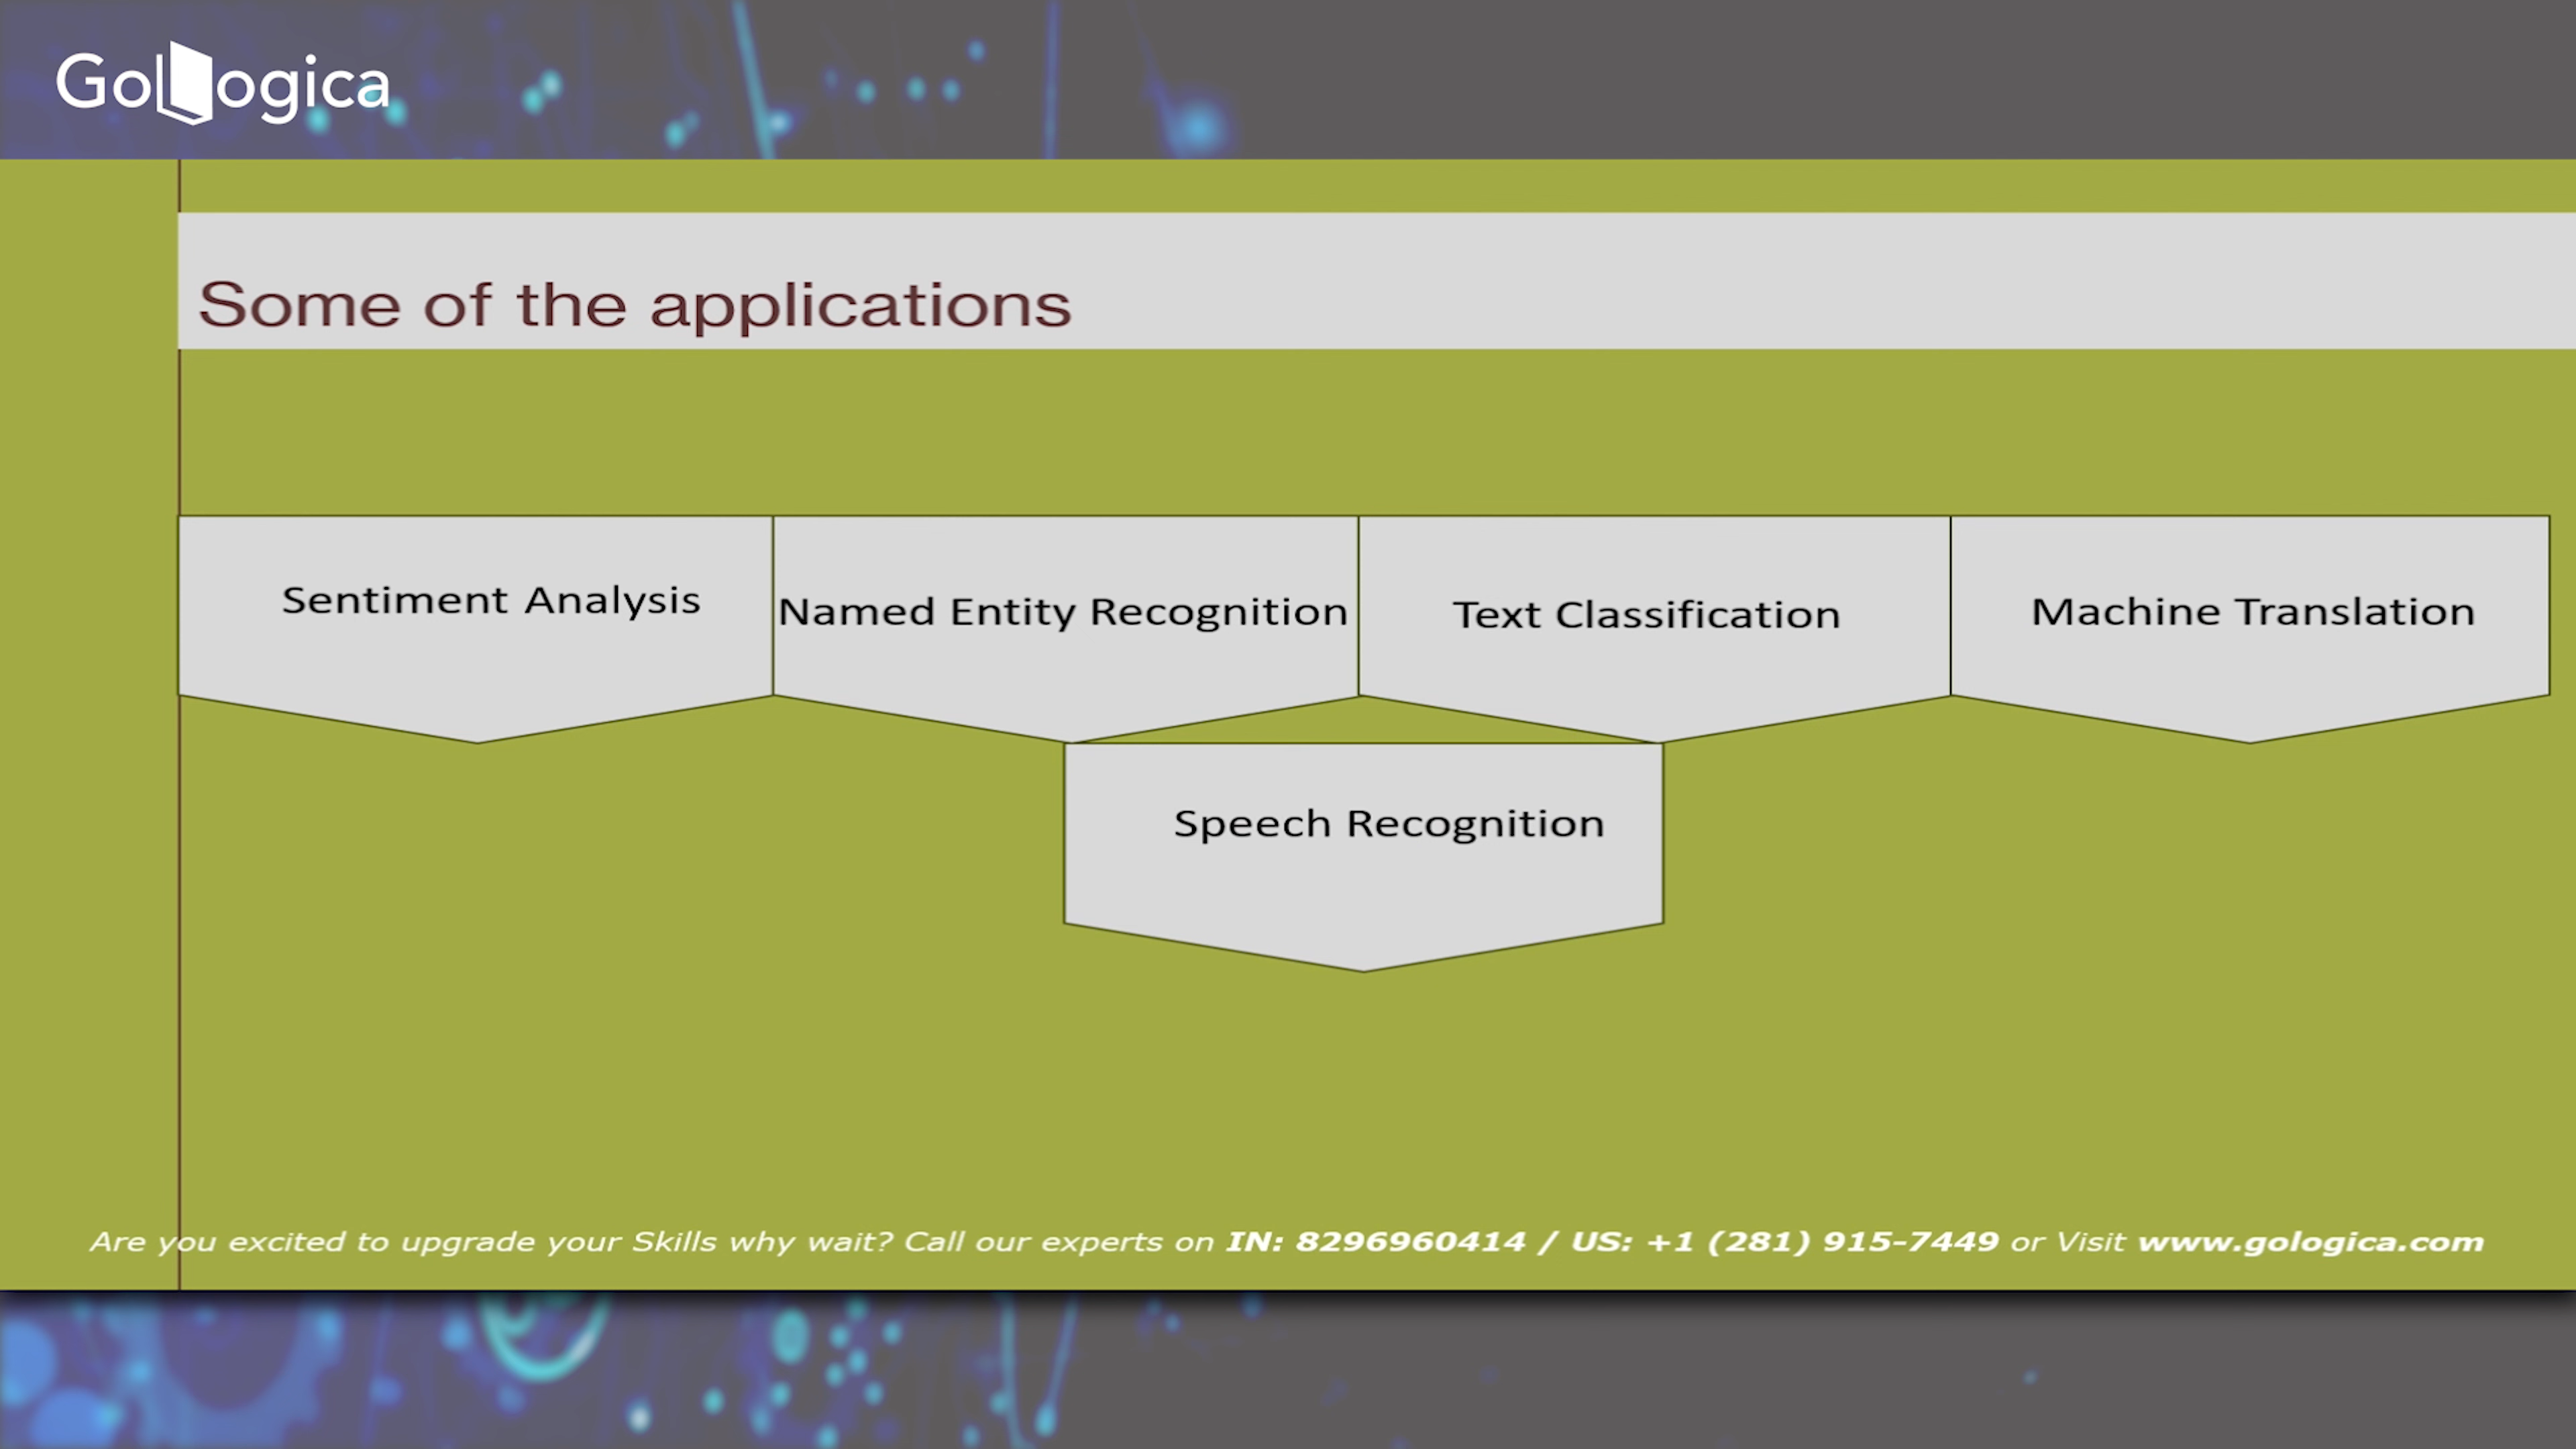 GoLogica
Some of the applications
Sentiment Analysis
Named Entity Recognition
Text Classification
Machine Translation
Speech Recognition
Are you excited to upgrade your Skills why wait? Call our experts on IN: 8296960414 / US: +1 (281) 915-7449 or Visit www.gologica.com